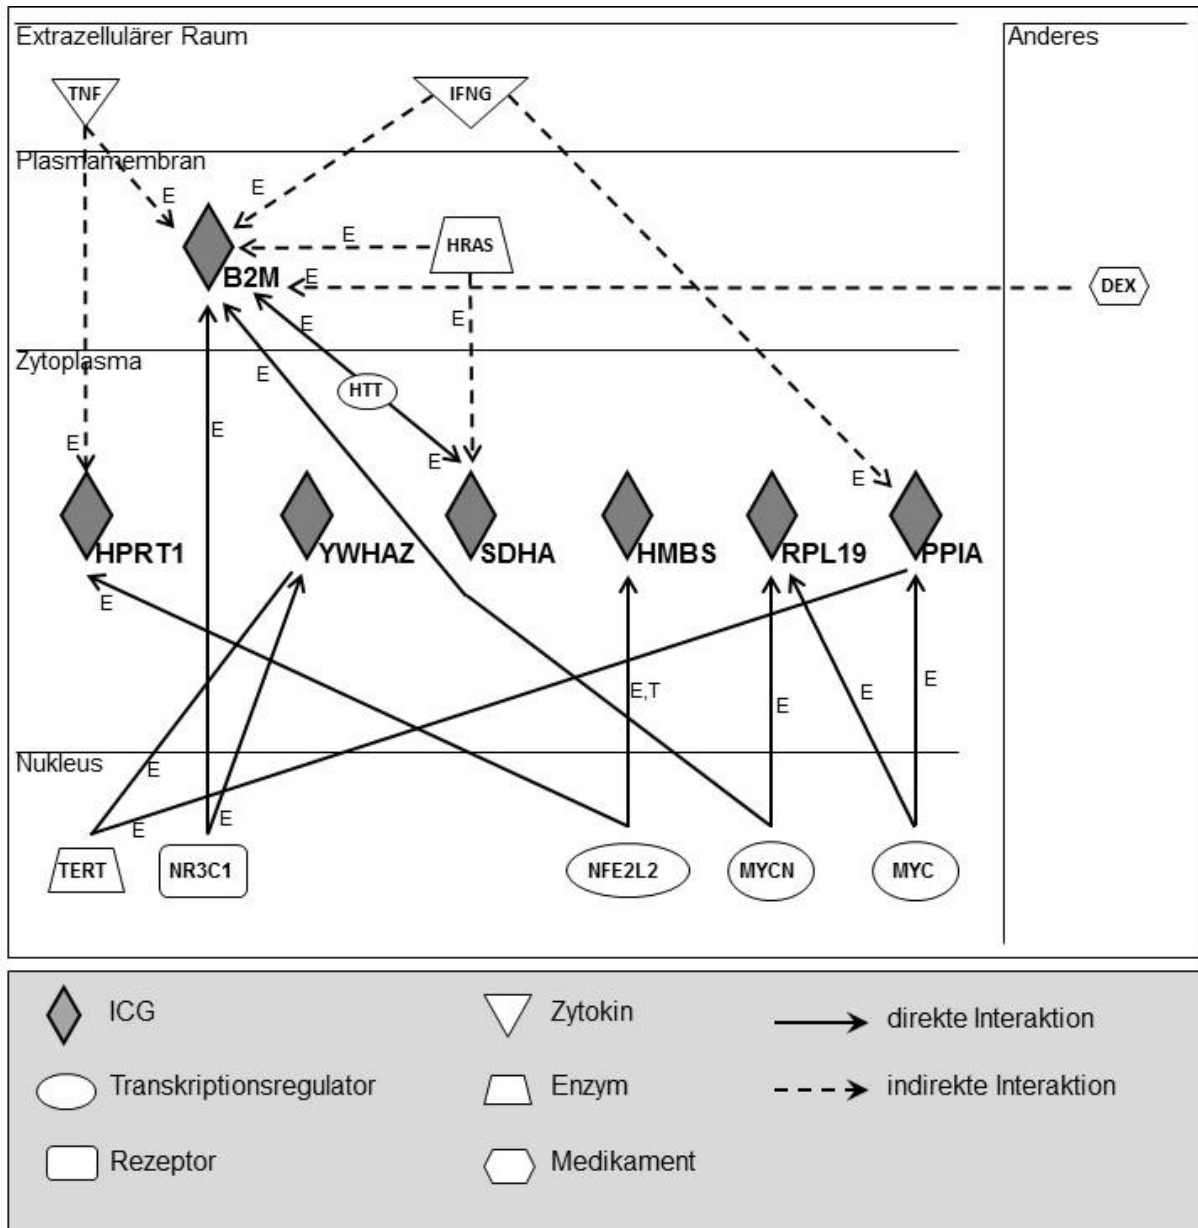 Extrazellulärer Raum
Anderes
TNF
IFNG
Plasmamembran
E
E
E
HRAS
B2M
E
DEX
E
E
Zytoplasma
E
HTT
E
E
E
E
HPRT1
YWHAZ
SDHA
HMBS
RPL19
PPIA
E
E
E,T
E
E
Nukleus
E
E
E
TERT
NR3C1
NFE2L2
MYCN
MYC
ICG
Zytokin
direkte Interaktion
Transkriptionsregulator
Enzym
indirekte Interaktion
Rezeptor
Medikament